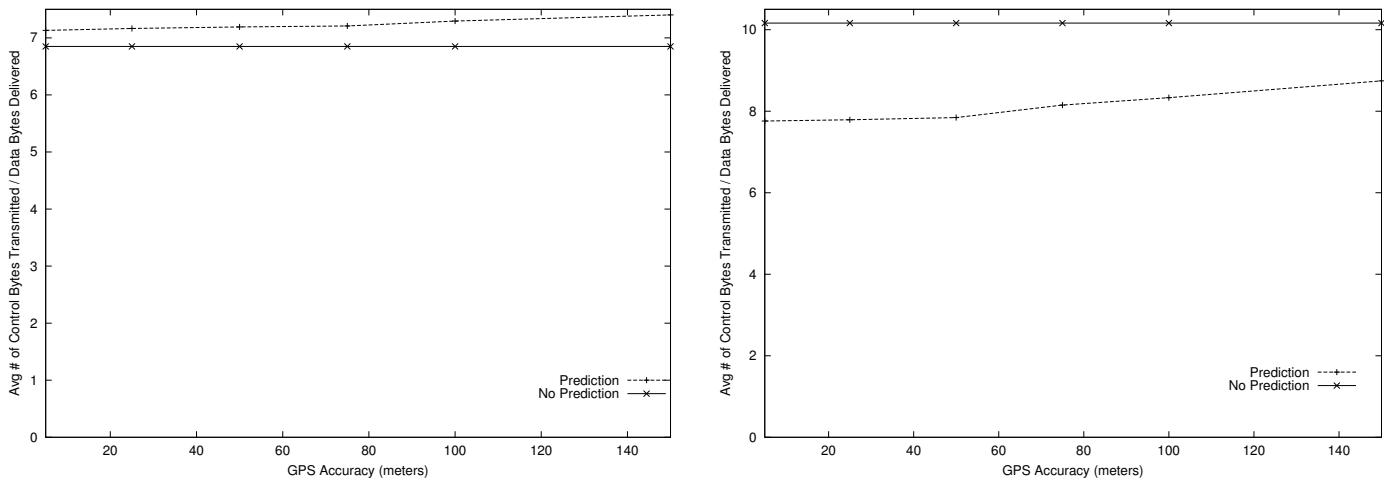 Avg # of Control Bytes Transmitted / Data Bytes Delivered
7
6
5
4
3
2
1
0
Prediction
No Prediction
20 40 60 80 100 120 140
GPS Accuracy (meters)
Avg # of Control Bytes Transmitted / Data Bytes Delivered
10
8
6
4
2
0
Prediction
No Prediction
20 40 60 80 100 120 140
GPS Accuracy (meters)